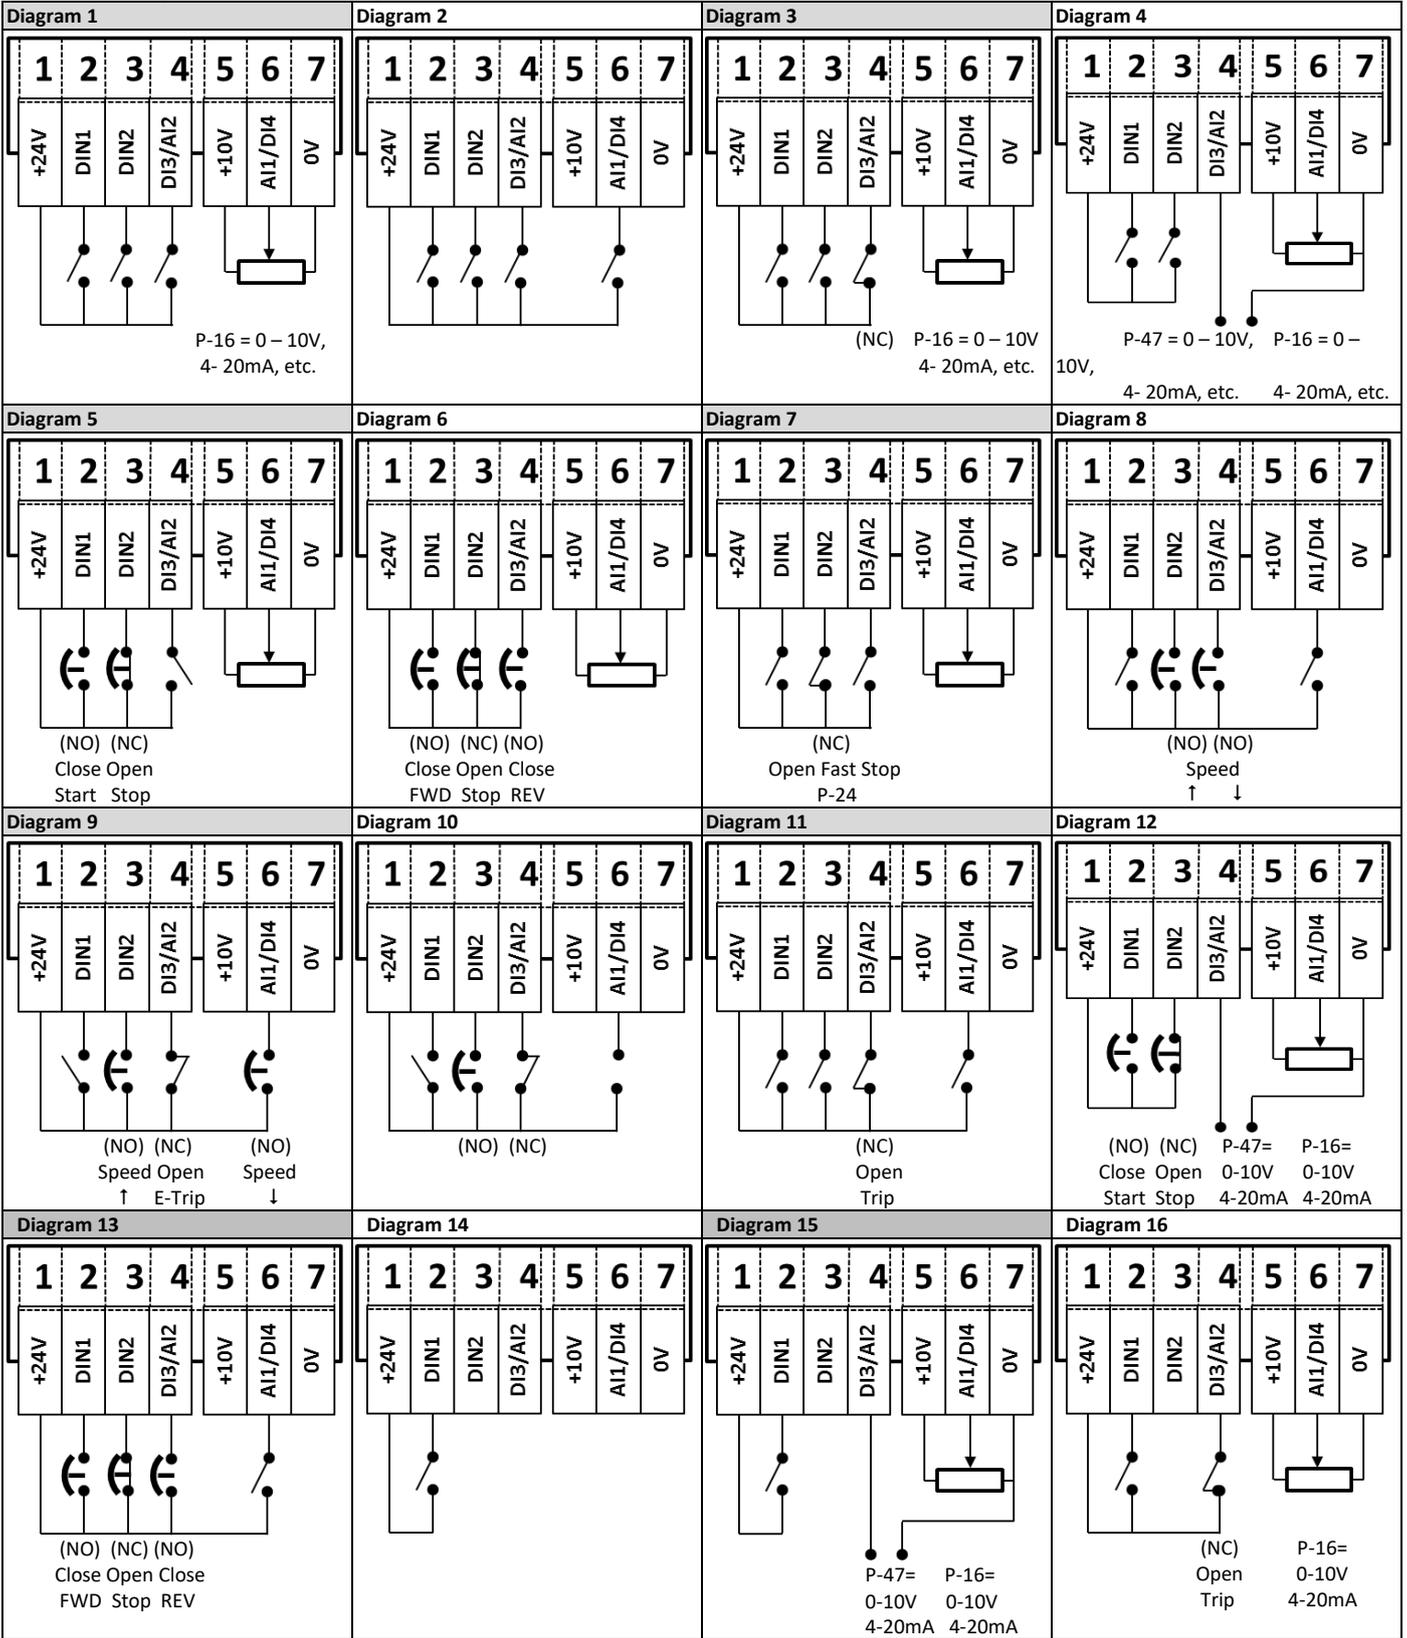 Diagram 1
1 2 3 4 5 6 7
+24V DIN1 DIN2 DI3/AI2 +10V AI1/DI4 0V
P-16 = 0 – 10V,
4- 20mA, etc.
Diagram 2
1 2 3 4 5 6 7
+24V DIN1 DIN2 DI3/AI2 +10V AI1/DI4 0V
Diagram 3
1 2 3 4 5 6 7
+24V DIN1 DIN2 DI3/AI2 +10V AI1/DI4 0V
(NC) P-16 = 0 – 10V
4- 20mA, etc.
Diagram 4
1 2 3 4 5 6 7
+24V DIN1 DIN2 DI3/AI2 +10V AI1/DI4 0V
P-47 = 0 – 10V, P-16 = 0 –
10V,
4- 20mA, etc. 4- 20mA, etc.
Diagram 5
1 2 3 4 5 6 7
+24V DIN1 DIN2 DI3/AI2 +10V AI1/DI4 0V
(NO) (NC)
Close Open
Start Stop
Diagram 6
1 2 3 4 5 6 7
+24V DIN1 DIN2 DI3/AI2 +10V AI1/DI4 0V
(NO) (NC) (NO)
Close Open Close
FWD Stop REV
Diagram 7
1 2 3 4 5 6 7
+24V DIN1 DIN2 DI3/AI2 +10V AI1/DI4 0V
(NC)
Open Fast Stop
P-24
Diagram 8
1 2 3 4 5 6 7
+24V DIN1 DIN2 DI3/AI2 +10V AI1/DI4 0V
(NO) (NO)
Speed
↑ ↓
Diagram 9
1 2 3 4 5 6 7
+24V DIN1 DIN2 DI3/AI2 +10V AI1/DI4 0V
(NO) (NC) (NO)
Speed Open Speed
↑ E-Trip ↓
Diagram 10
1 2 3 4 5 6 7
+24V DIN1 DIN2 DI3/AI2 +10V AI1/DI4 0V
(NO) (NC)
Diagram 11
1 2 3 4 5 6 7
+24V DIN1 DIN2 DI3/AI2 +10V AI1/DI4 0V
(NC)
Open
Trip
Diagram 12
1 2 3 4 5 6 7
+24V DIN1 DIN2 DI3/AI2 +10V AI1/DI4 0V
(NO) (NC) P-47= P-16=
Close Open 0-10V 0-10V
Start Stop 4-20mA 4-20mA
Diagram 13
1 2 3 4 5 6 7
+24V DIN1 DIN2 DI3/AI2 +10V AI1/DI4 0V
(NO) (NC) (NO)
Close Open Close
FWD Stop REV
Diagram 14
1 2 3 4 5 6 7
+24V DIN1 DIN2 DI3/AI2 +10V AI1/DI4 0V
Diagram 15
1 2 3 4 5 6 7
+24V DIN1 DIN2 DI3/AI2 +10V AI1/DI4 0V
P-47= P-16=
0-10V 0-10V
4-20mA 4-20mA
Diagram 16
1 2 3 4 5 6 7
+24V DIN1 DIN2 DI3/AI2 +10V AI1/DI4 0V
(NC) P-16=
Open 0-10V
Trip 4-20mA